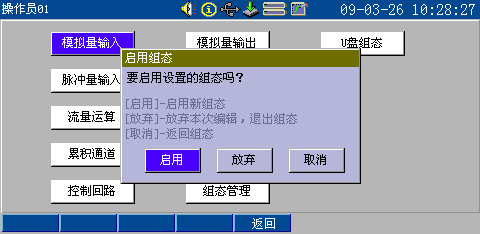 操作员01 09-03-26 10:28:27
模拟量输入 模拟量输出 U盘组态
启用组态
脉冲量输入
要启用设置的组态吗?
[启用]-启用新组态
流量运算
[放弃]-放弃本次编辑,退出组态
[取消]-返回组态
累积通道
启用 放弃 取消
控制回路 组态管理
返回